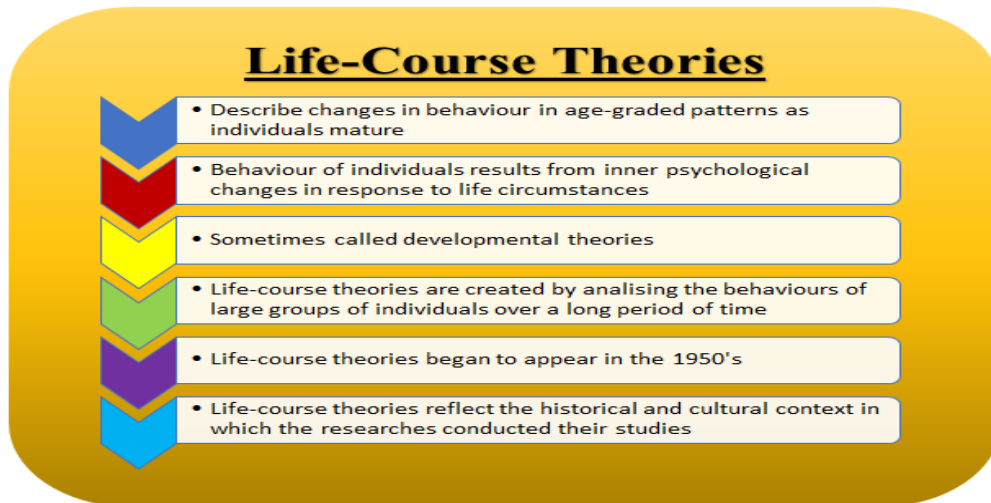 Life-Course Theories
• Describe changes in behaviour in age-graded patterns as
individuals mature
• Behaviour of individuals results from inner psychological
changes in response to life circumstances
• Sometimes called developmental theories
• Life-course theories are created by analising the behaviours of
large groups of individuals over a long period of time
• Life-course theories began to appear in the 1950's
• Life-course theories reflect the historical and cultural context in
which the researches conducted their studies